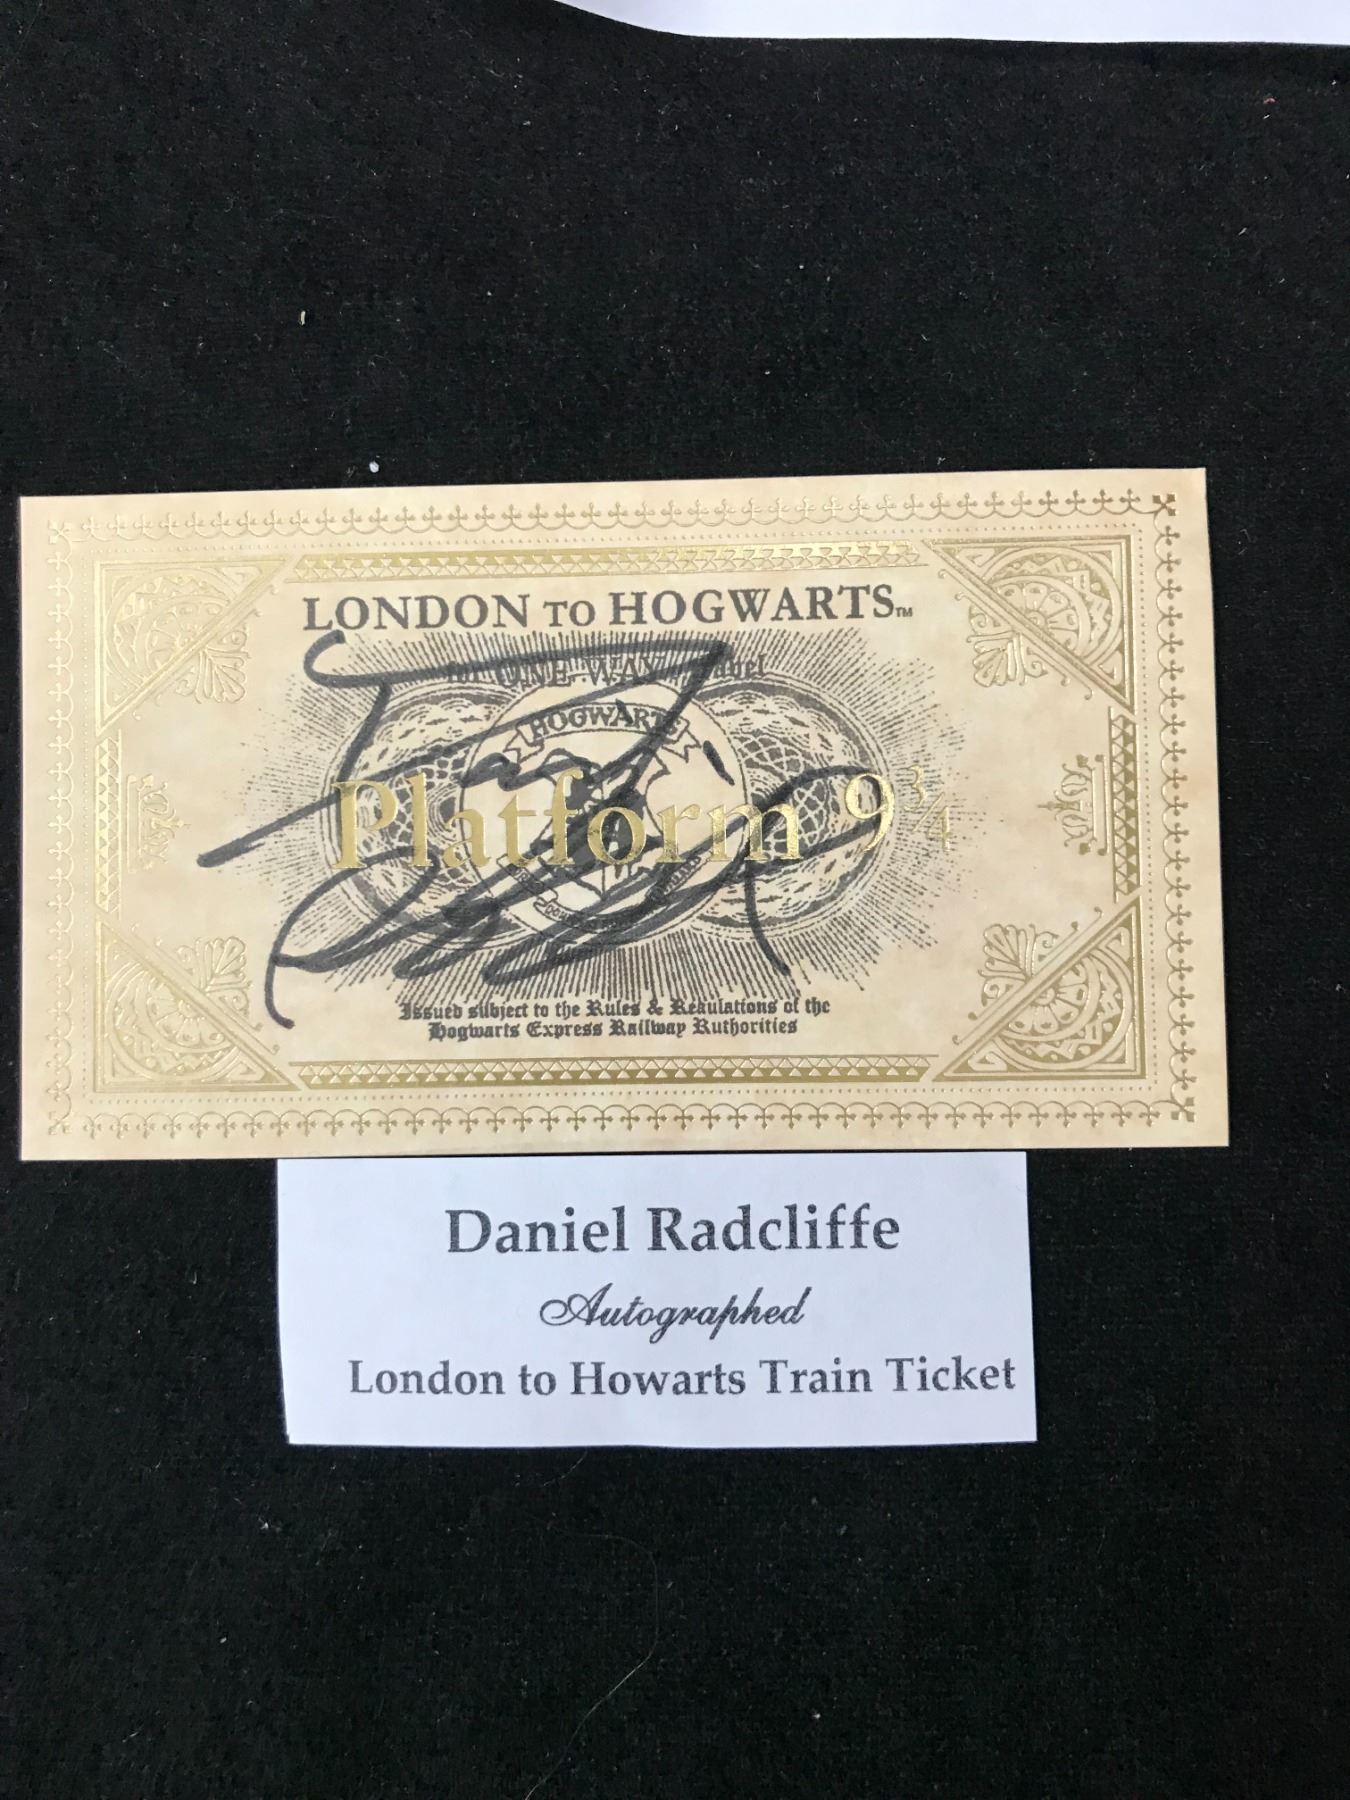 LONDON TO HOGWARTS™
for ONE WAY travel
HOGWARTS
Platform 9¾
Issued subject to the Rules & Regulations of the
Hogwarts Express Railway Authorities
Daniel Radcliffe
Autographed
London to Howarts Train Ticket